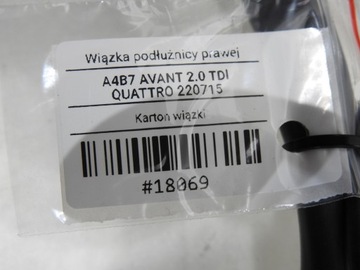 Wiązka podłużnicy prawej
A4B7 AVANT 2.0 TDI
QUATTRO 220715
Karton wiązki
#18069